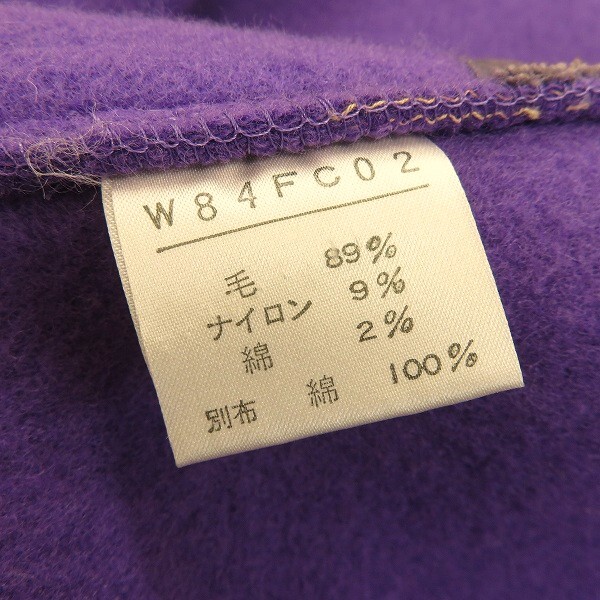 W84FC02
毛 89%
ナイロン 9%
綿 2%
別布 綿 100%